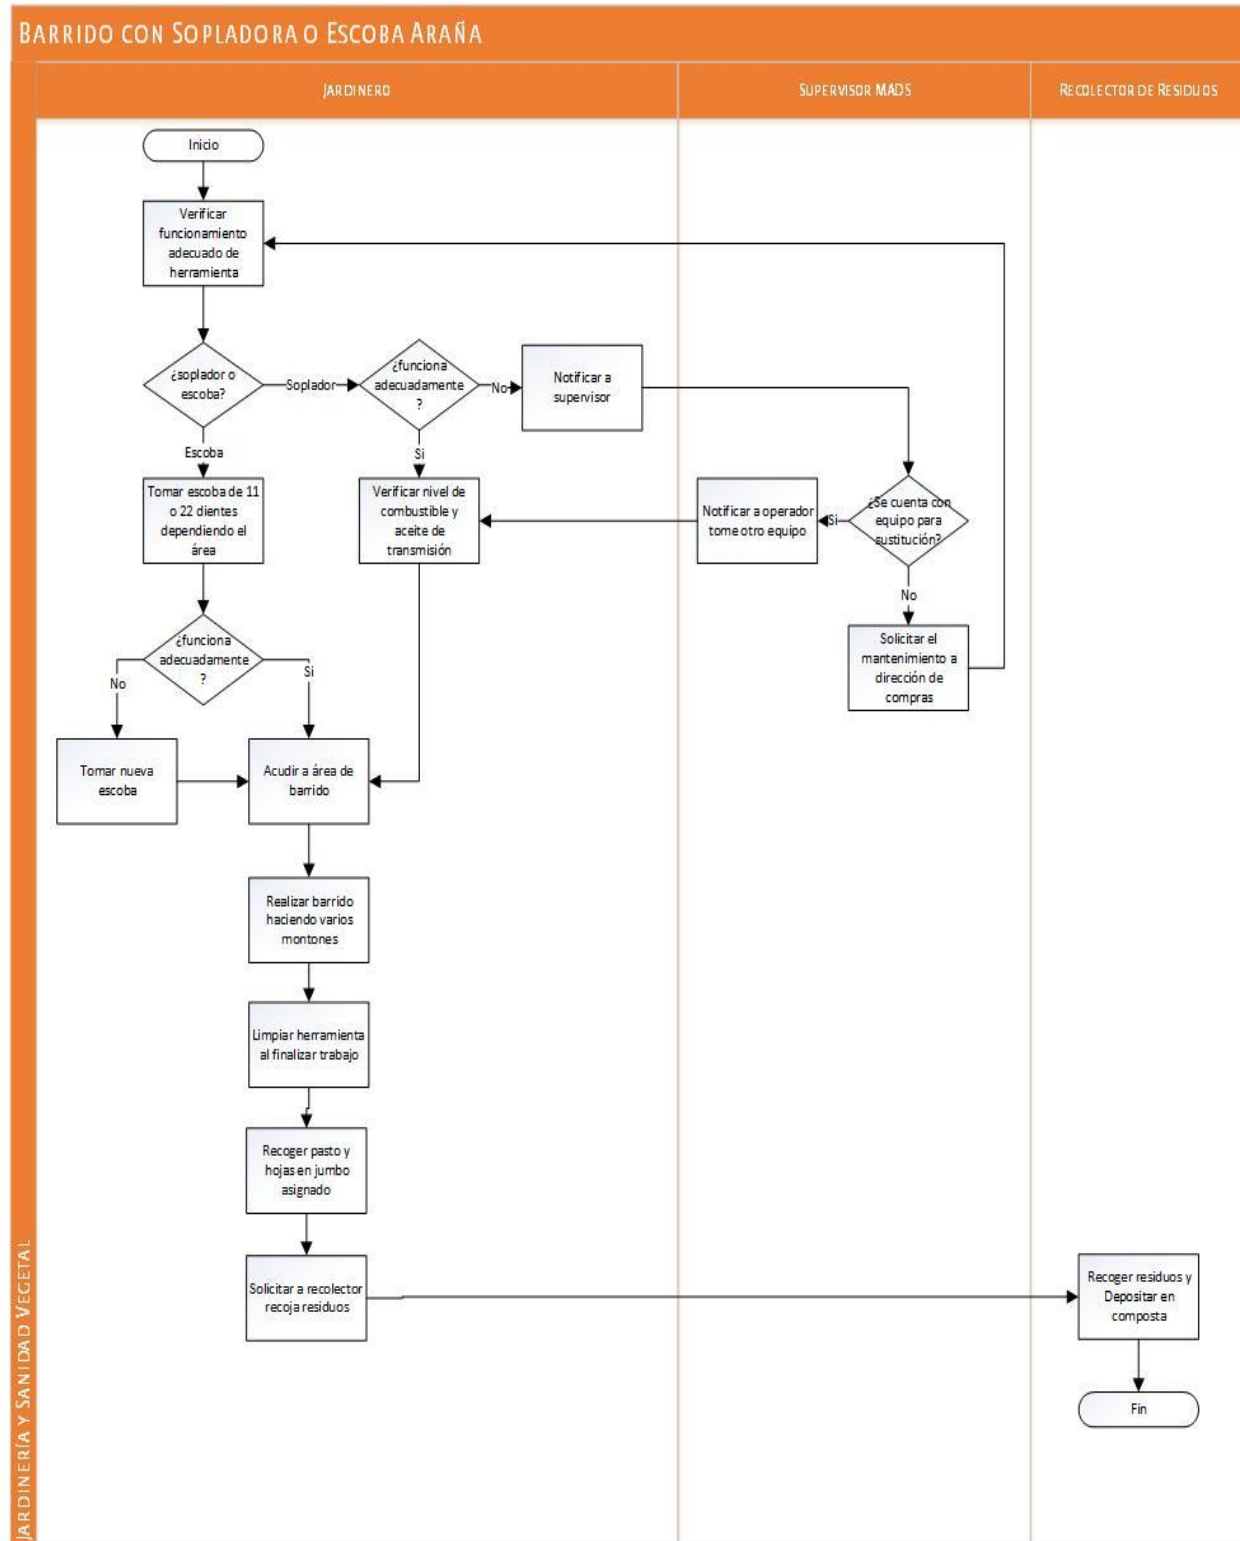 BARRIDO CON SOPLADORA O ESCOBA ARAÑA
JARDINERO
SUPERVISOR MADS
RECOLECTOR DE RESIDUOS
Inicio
Verificar
funcionamiento
adecuado de
herramienta
¿soplador o
escoba?
Soplador
¿funciona
adecuadamente
?
No
Notificar a
supervisor
Escoba
Si
Tomar escoba de 11
o 22 dientes
dependiendo el
área
Verificar nivel de
combustible y
aceite de
transmisión
Notificar a operador
tome otro equipo
Si
¿Se cuenta con
equipo para
sustitución?
No
Solicitar el
mantenimiento a
dirección de
compras
¿funciona
adecuadamente
?
No
Si
Tomar nueva
escoba
Acudir a área de
barrido
Realizar barrido
haciendo varios
montones
Limpiar herramienta
al finalizar trabajo
Recoger pasto y
hojas en jumbo
asignado
Solicitar a recolector
recoja residuos
Recoger residuos y
Depositar en
composta
Fin
JARDINERÍA Y SANIDAD VEGETAL